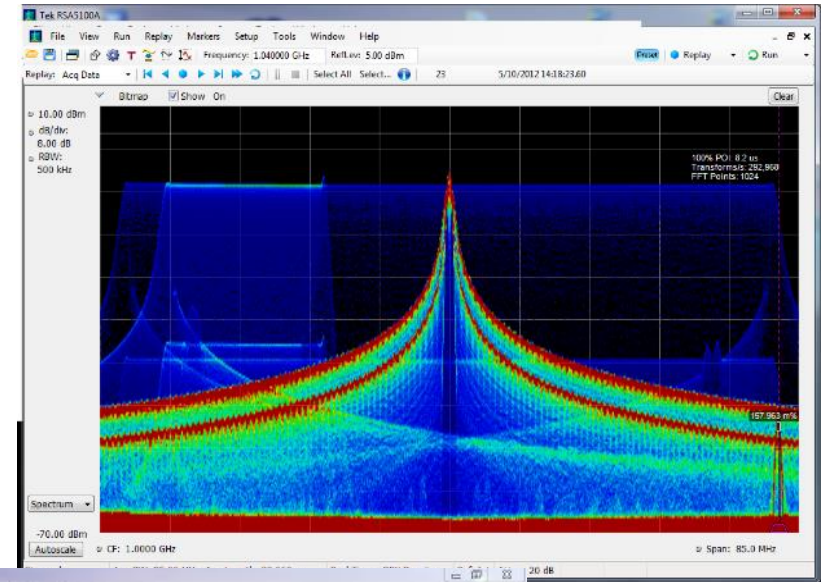 Tek RSA5100A
File View Run Replay Markers Setup Tools Window Help
Frequency: 1.040000 GHz RefLev: 5.00 dBm Preset Replay Run
Replay: Acq Data Select All Select... 23 5/10/2012 14:18:23.60
Bitmap Show On Clear
10.00 dBm
dB/div:
8.00 dB
RBW:
500 kHz
100% POI: 8.2 us
Transforms/s: 292,968
FFT Points: 1024
157.963 m%
Spectrum
-70.00 dBm
Autoscale CF: 1.0000 GHz Span: 85.0 MHz
20 dB